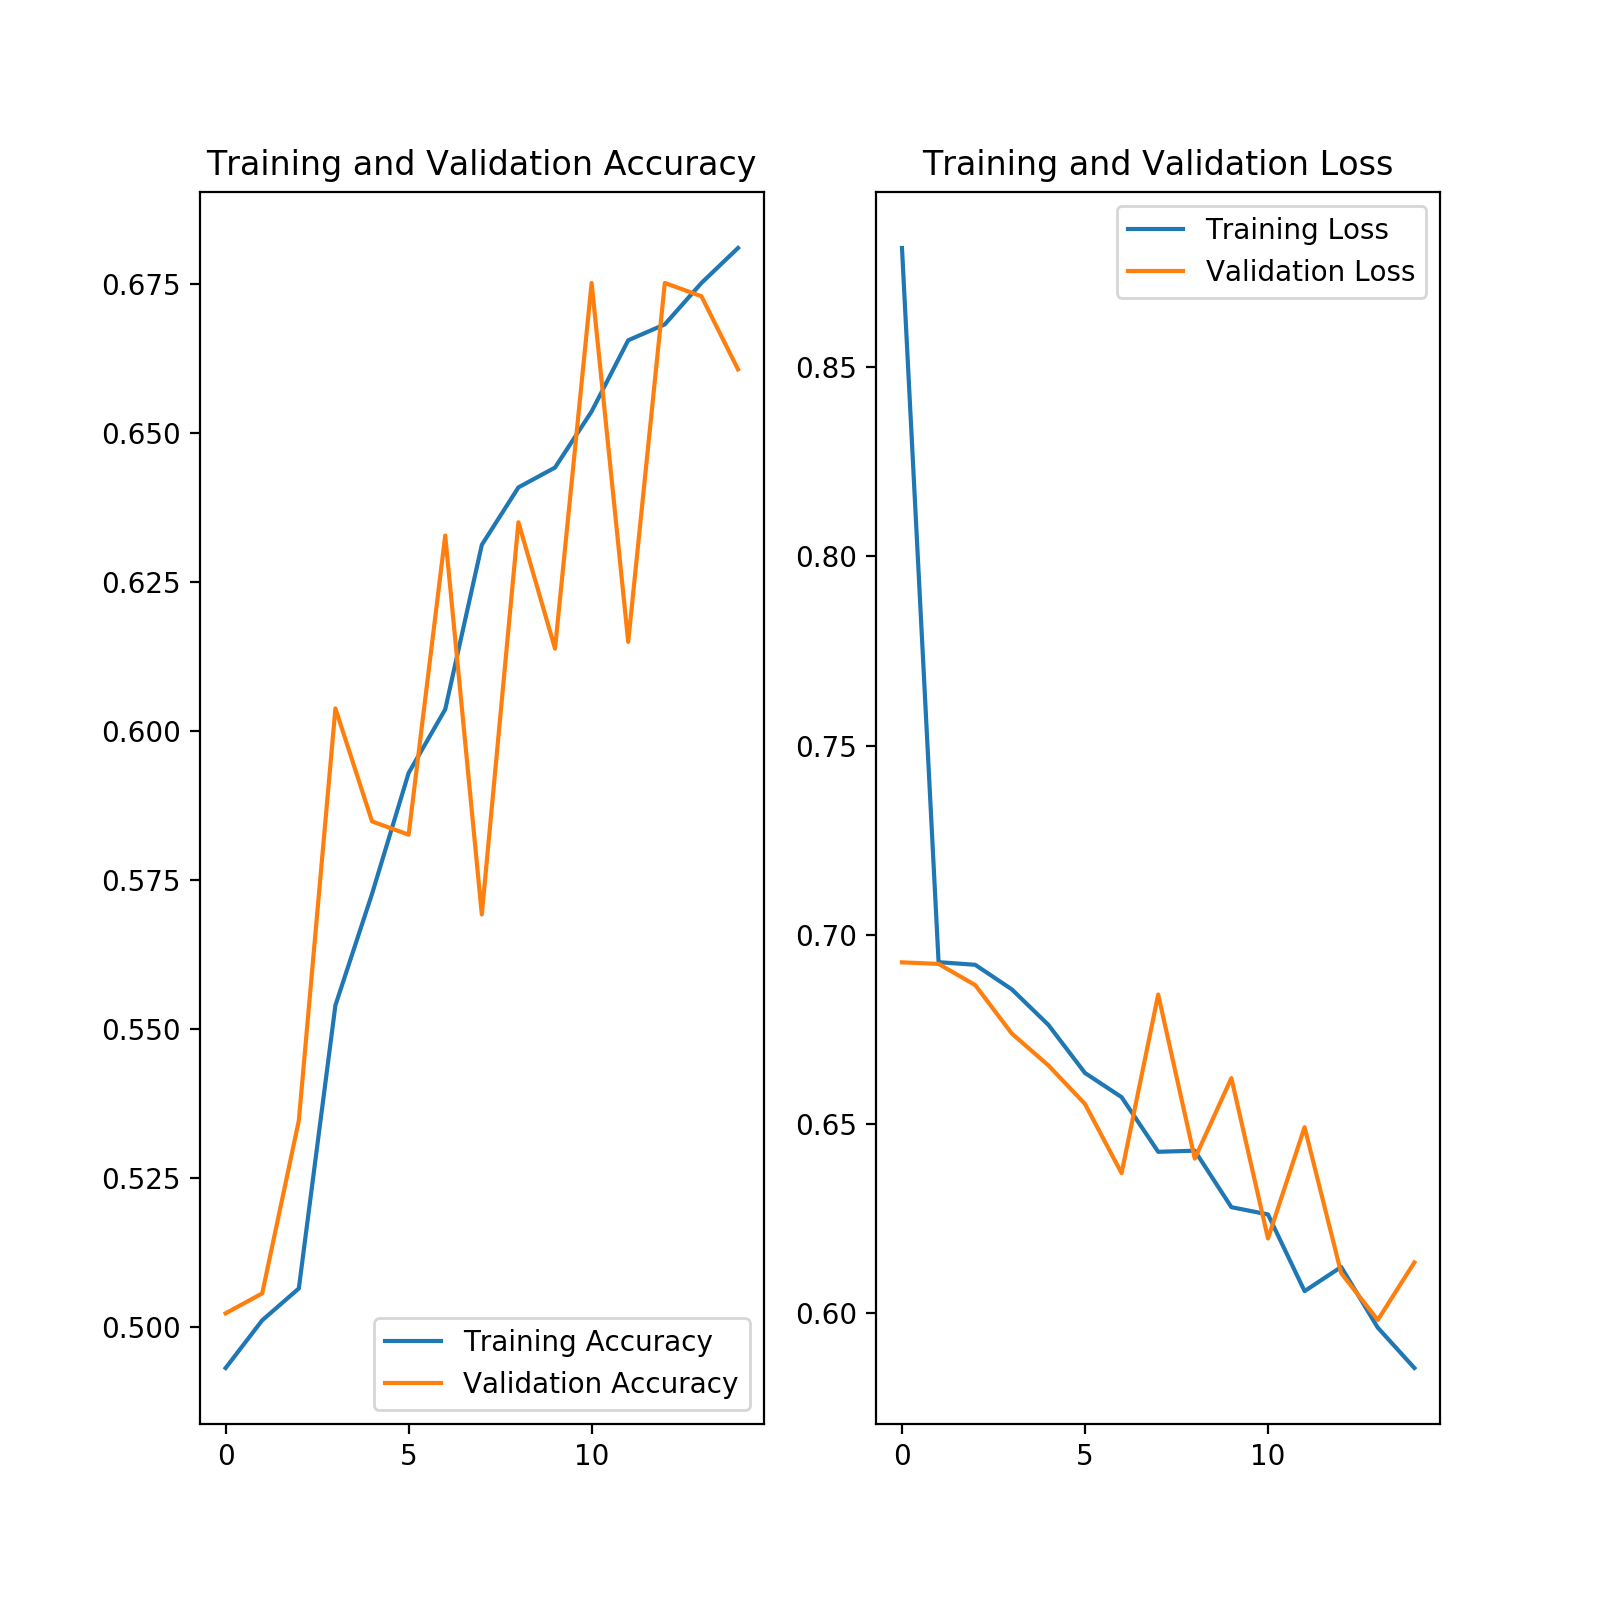 Training and Validation Accuracy
0.675
0.650
0.625
0.600
0.575
0.550
0.525
0.500
Training Accuracy
Validation Accuracy
0 5 10
Training and Validation Loss
Training Loss
Validation Loss
0.85
0.80
0.75
0.70
0.65
0.60
0 5 10